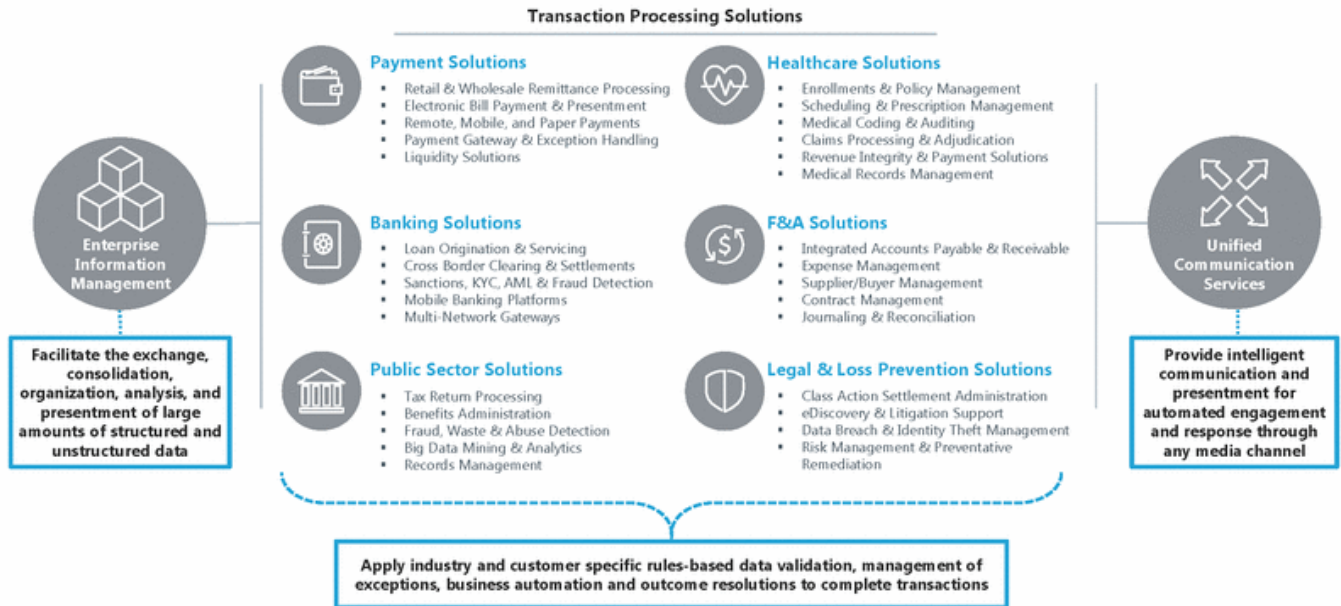 Transaction Processing Solutions
Enterprise
Information
Management
Facilitate the exchange,
consolidation,
organization, analysis, and
presentment of large
amounts of structured and
unstructured data
Payment Solutions
▪ Retail & Wholesale Remittance Processing
▪ Electronic Bill Payment & Presentment
▪ Remote, Mobile, and Paper Payments
▪ Payment Gateway & Exception Handling
▪ Liquidity Solutions
Banking Solutions
▪ Loan Origination & Servicing
▪ Cross Border Clearing & Settlements
▪ Sanctions, KYC, AML & Fraud Detection
▪ Mobile Banking Platforms
▪ Multi-Network Gateways
Public Sector Solutions
▪ Tax Return Processing
▪ Benefits Administration
▪ Fraud, Waste & Abuse Detection
▪ Big Data Mining & Analytics
▪ Records Management
Healthcare Solutions
▪ Enrollments & Policy Management
▪ Scheduling & Prescription Management
▪ Medical Coding & Auditing
▪ Claims Processing & Adjudication
▪ Revenue Integrity & Payment Solutions
▪ Medical Records Management
F&A Solutions
▪ Integrated Accounts Payable & Receivable
▪ Expense Management
▪ Supplier/Buyer Management
▪ Contract Management
▪ Journaling & Reconciliation
Legal & Loss Prevention Solutions
▪ Class Action Settlement Administration
▪ eDiscovery & Litigation Support
▪ Data Breach & Identity Theft Management
▪ Risk Management & Preventative
Remediation
Unified
Communication
Services
Provide intelligent
communication and
presentment for
automated engagement
and response through
any media channel
Apply industry and customer specific rules-based data validation, management of
exceptions, business automation and outcome resolutions to complete transactions